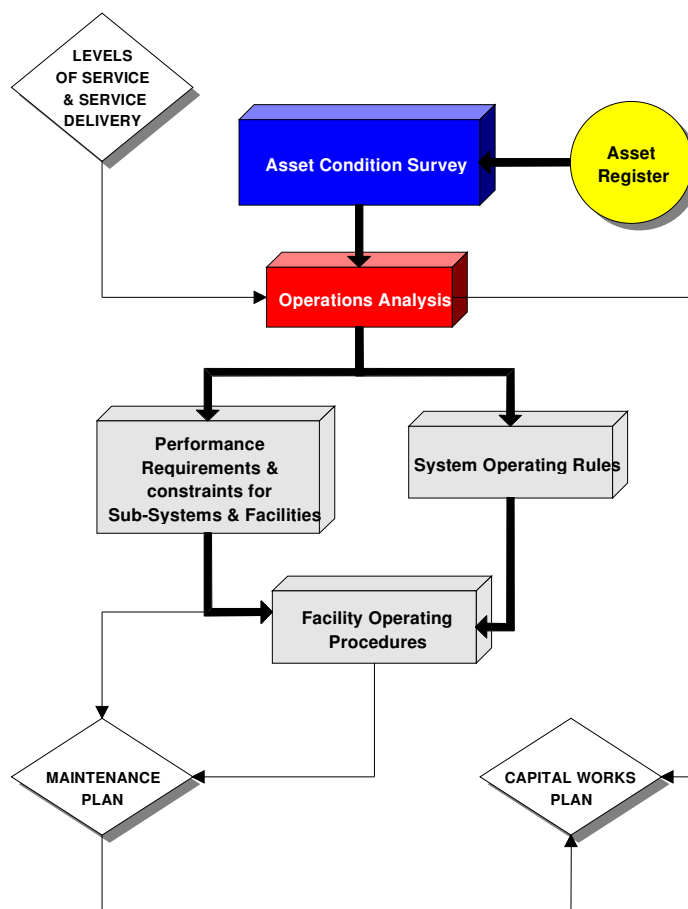 LEVELS
OF SERVICE
& SERVICE
DELIVERY
Asset Condition Survey
Asset
Register
Operations Analysis
Performance
Requirements &
constraints for
Sub-Systems & Facilities
System Operating Rules
Facility Operating
Procedures
MAINTENANCE
PLAN
CAPITAL WORKS
PLAN